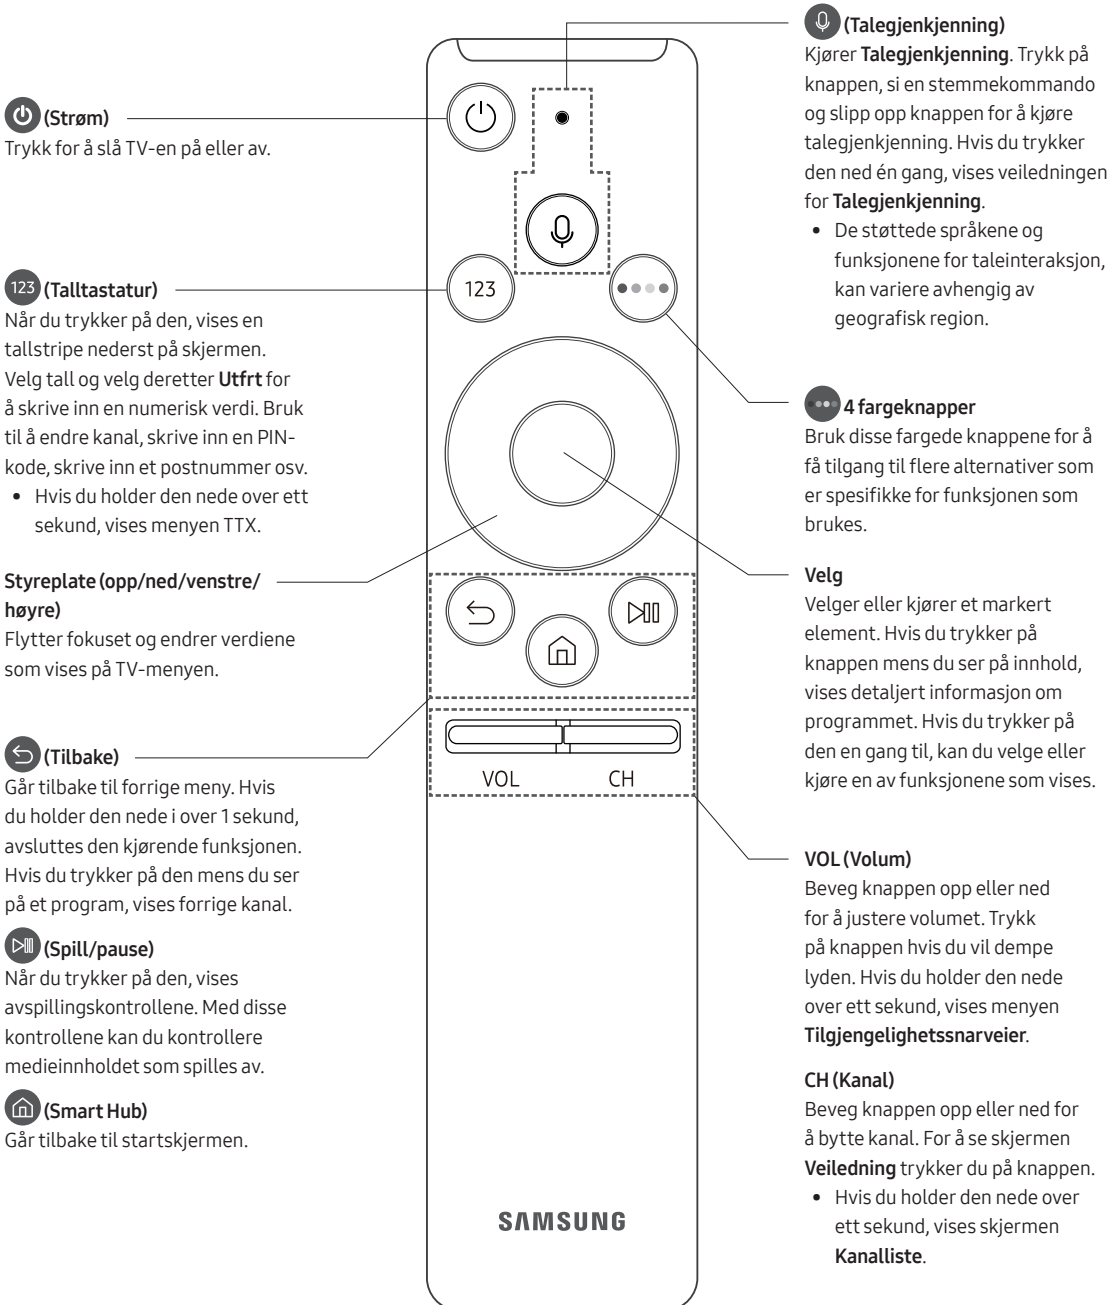 (Strøm)
Trykk for å slå TV-en på eller av.
123 (Talltastatur)
Når du trykker på den, vises en
tallstripe nederst på skjermen.
Velg tall og velg deretter Utfrt for
å skrive inn en numerisk verdi. Bruk
til å endre kanal, skrive inn en PIN-
kode, skrive inn et postnummer osv.
• Hvis du holder den nede over ett
sekund, vises menyen TTX.
Styreplate (opp/ned/venstre/
høyre)
Flytter fokuset og endrer verdiene
som vises på TV-menyen.
(Tilbake)
Går tilbake til forrige meny. Hvis
du holder den nede i over 1 sekund,
avsluttes den kjørende funksjonen.
Hvis du trykker på den mens du ser
på et program, vises forrige kanal.
(Spill/pause)
Når du trykker på den, vises
avspillingskontrollene. Med disse
kontrollene kan du kontrollere
medieinnholdet som spilles av.
(Smart Hub)
Går tilbake til startskjermen.
123
VOL CH
SAMSUNG
(Talegjenkjenning)
Kjører Talegjenkjenning. Trykk på
knappen, si en stemmekommando
og slipp opp knappen for å kjøre
talegjenkjenning. Hvis du trykker
den ned én gang, vises veiledningen
for Talegjenkjenning.
• De støttede språkene og
funksjonene for taleinteraksjon,
kan variere avhengig av
geografisk region.
4 fargeknapper
Bruk disse fargede knappene for å
få tilgang til flere alternativer som
er spesifikke for funksjonen som
brukes.
Velg
Velger eller kjører et markert
element. Hvis du trykker på
knappen mens du ser på innhold,
vises detaljert informasjon om
programmet. Hvis du trykker på
den en gang til, kan du velge eller
kjøre en av funksjonene som vises.
VOL (Volum)
Beveg knappen opp eller ned
for å justere volumet. Trykk
på knappen hvis du vil dempe
lyden. Hvis du holder den nede
over ett sekund, vises menyen
Tilgjengelighetssnarveier.
CH (Kanal)
Beveg knappen opp eller ned for
å bytte kanal. For å se skjermen
Veiledning trykker du på knappen.
• Hvis du holder den nede over
ett sekund, vises skjermen
Kanalliste.